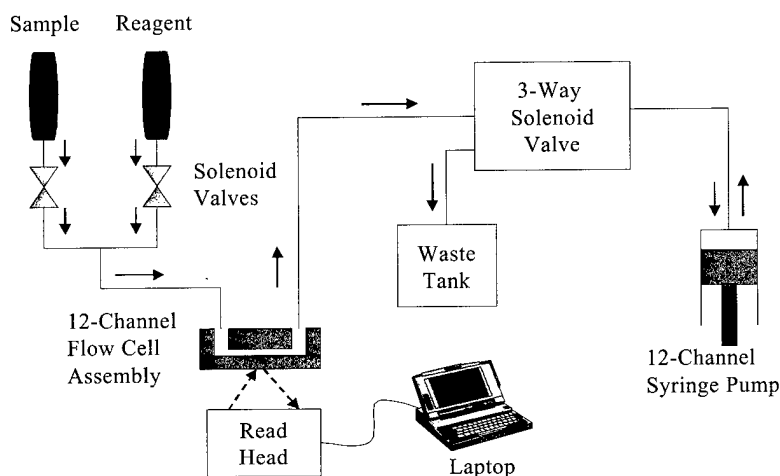 Sample
Reagent
Solenoid
Valves
3-Way
Solenoid
Valve
Waste
Tank
12-Channel
Flow Cell
Assembly
12-Channel
Syringe Pump
Read
Head
Laptop